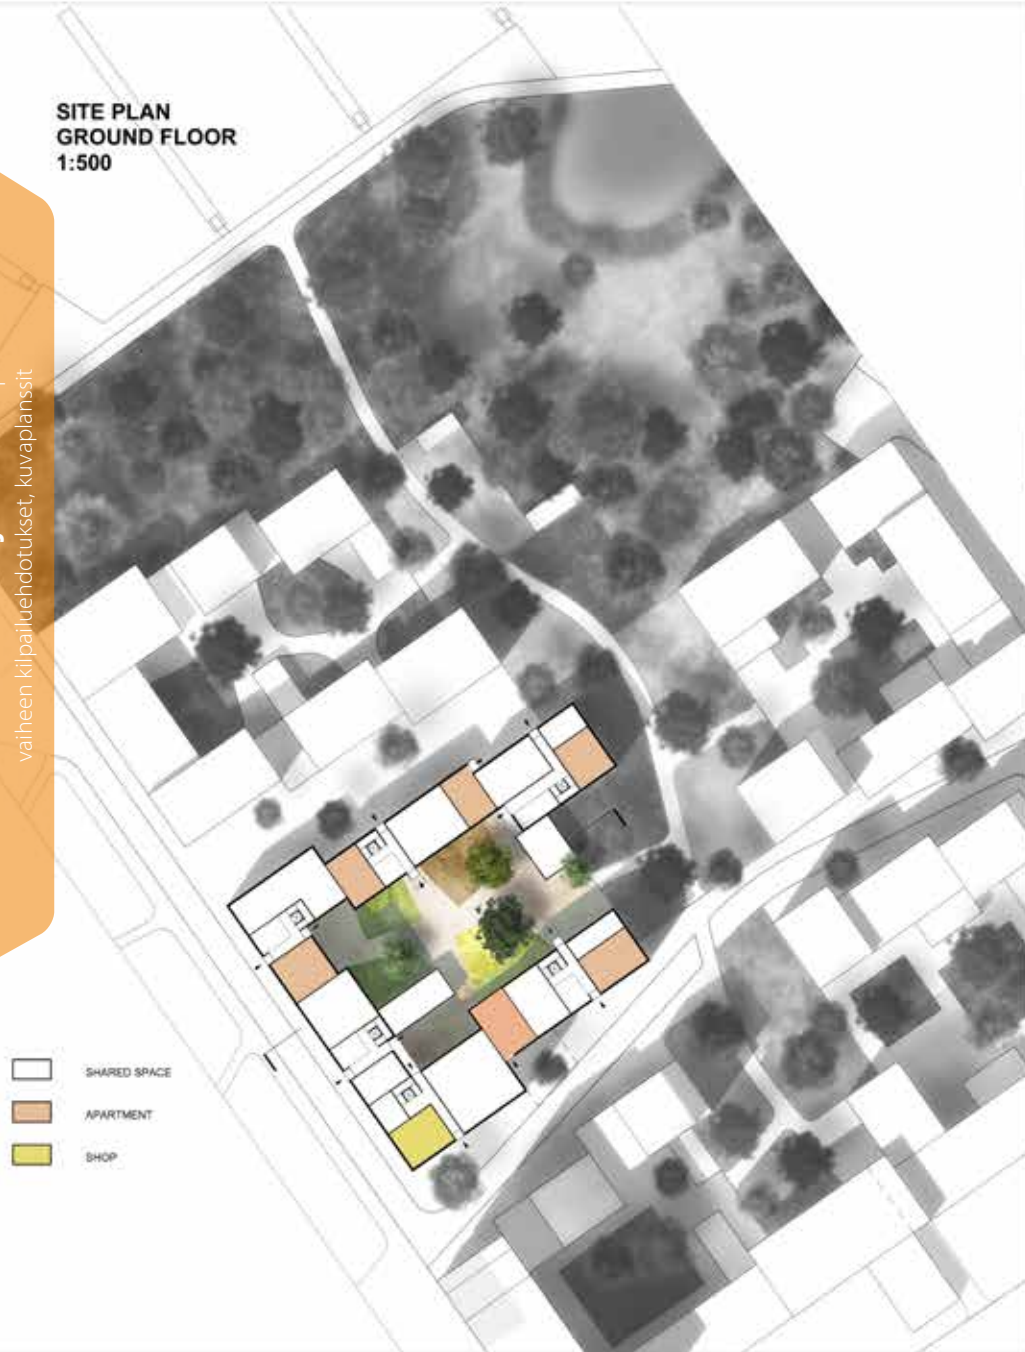 SITE PLAN
GROUND FLOOR
1:500
vaiheen kilpailuehdotukset, kuvaplanssit
SHARED SPACE
APARTMENT
SHOP